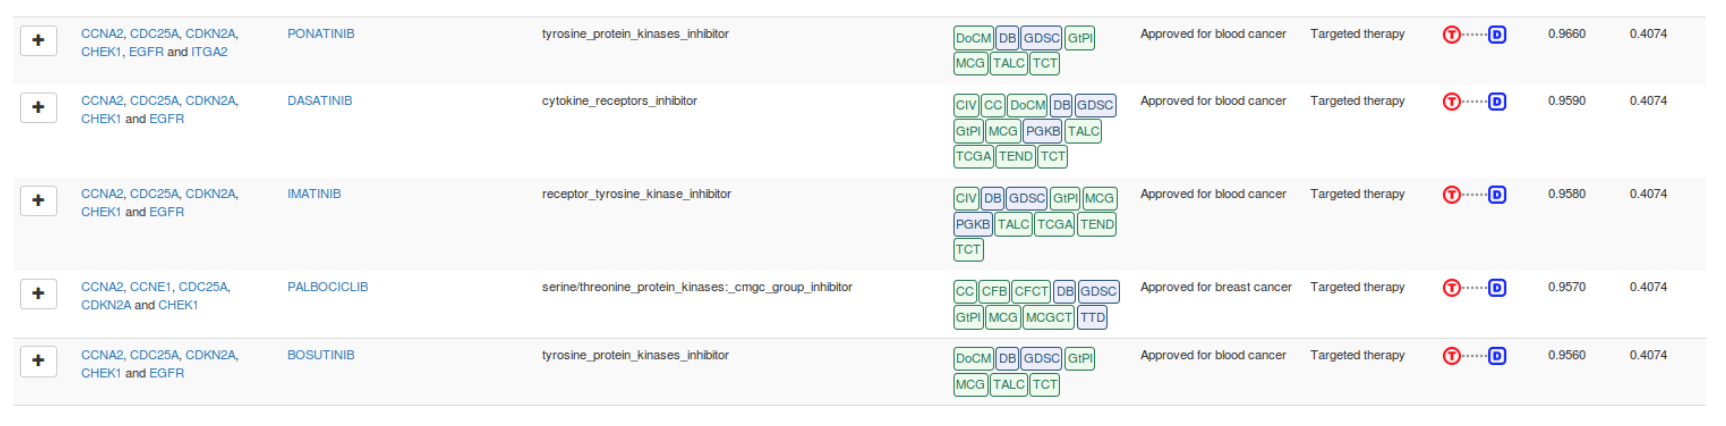 CCNA2, CDC25A, CDKN2A, PONATINIB tyrosine_protein_kinases_inhibitor DoCM DB GDSC GtPI Approved for blood cancer Targeted therapy T D 0.9660 0.4074
CHEK1, EGFR and ITGA2 MCG TALC TCT
CCNA2, CDC25A, CDKN2A, DASATINIB cytokine_receptors_inhibitor CIV CC DoCM DB GDSC Approved for blood cancer Targeted therapy T D 0.9590 0.4074
CHEK1 and EGFR GtPI MCG PGKB TALC
TCGA TEND TCT
CCNA2, CDC25A, CDKN2A, IMATINIB receptor_tyrosine_kinase_inhibitor CIV DB GDSC GtPI MCG Approved for blood cancer Targeted therapy T D 0.9580 0.4074
CHEK1 and EGFR PGKB TALC TCGA TEND
TCT
CCNA2, CCNE1, CDC25A, PALBOCICLIB serine/threonine_protein_kinases:_cmgc_group_inhibitor CC CFB CFCT DB GDSC Approved for breast cancer Targeted therapy T D 0.9570 0.4074
CDKN2A and CHEK1 GtPI MCG MCGCT TTD
CCNA2, CDC25A, CDKN2A, BOSUTINIB tyrosine_protein_kinases_inhibitor DoCM DB GDSC GtPI Approved for blood cancer Targeted therapy T D 0.9560 0.4074
CHEK1 and EGFR MCG TALC TCT